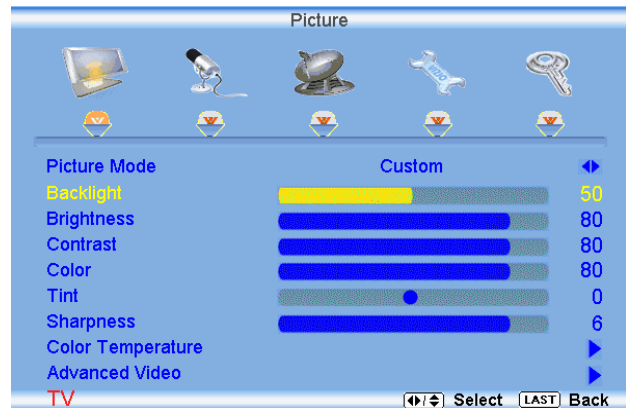 Picture
VIZIO
Picture Mode Custom
Backlight 50
Brightness 80
Contrast 80
Color 80
Tint 0
Sharpness 6
Color Temperature
Advanced Video
TV / Select LAST Back